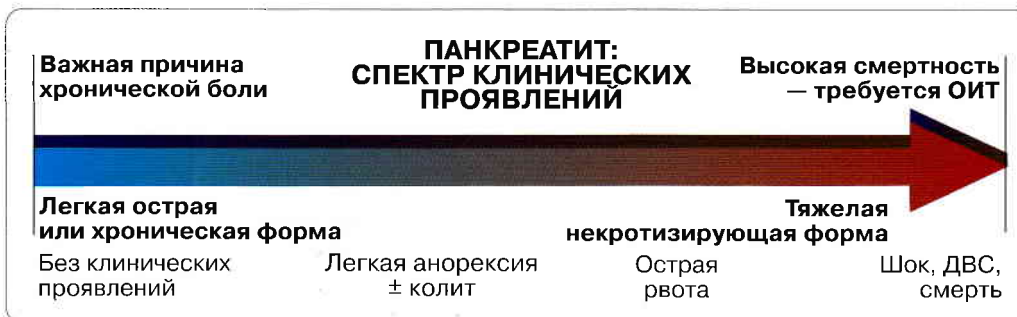 ПАНКРЕАТИТ:
СПЕКТР КЛИНИЧЕСКИХ
ПРОЯВЛЕНИЙ
Важная причина
хронической боли
Высокая смертность
— требуется ОИТ
Легкая острая
или хроническая форма
Тяжелая
некротизирующая форма
Без клинических
проявлений
Легкая анорексия
± колит
Острая
рвота
Шок, ДВС,
смерть